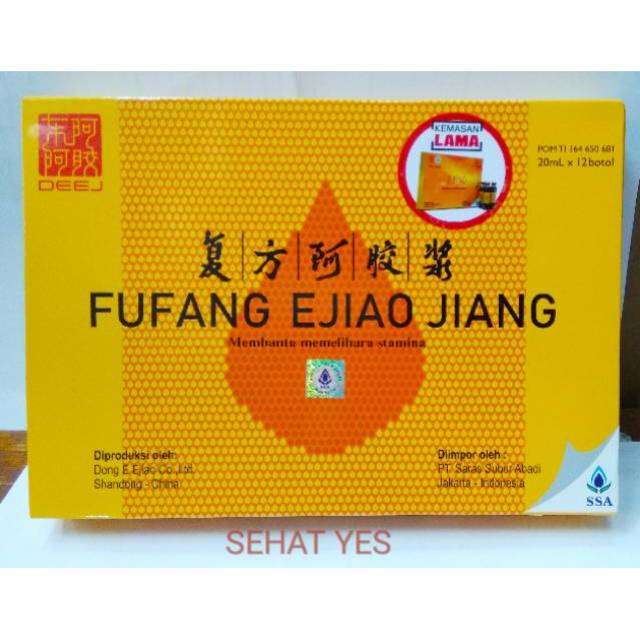 东阿
阿胶
DEEJ
KEMASAN
LAMA
POM TI 164 650 681
20mL x 12botol
复方阿胶浆
FUFANG EJIAO JIANG
Membantu memelihara stamina
SSA
Diproduksi oleh:
Dong E Ejiao Co.,Ltd.
Shandong - China
Diimpor oleh :
PT. Saras Subur Abadi
Jakarta - Indonesia
SSA
SEHAT YES